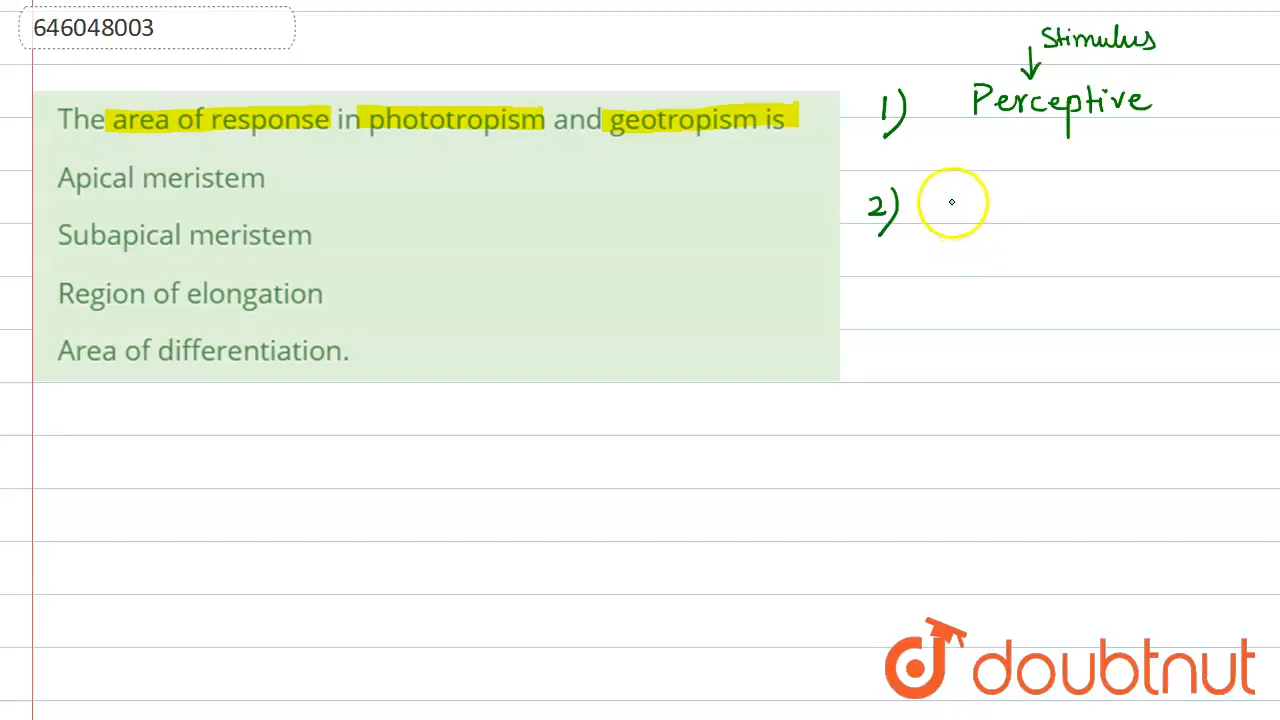 646048003
Stimulus
The area of response in phototropism and geotropism is
1) Perceptive
Apical meristem
2)
Subapical meristem
Region of elongation
Area of differentiation.
doubtnut